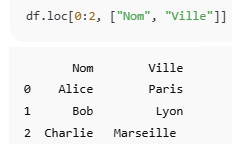 df.loc[0:2, ["Nom", "Ville"]]
Nom Ville
0 Alice Paris
1 Bob Lyon
2 Charlie Marseille